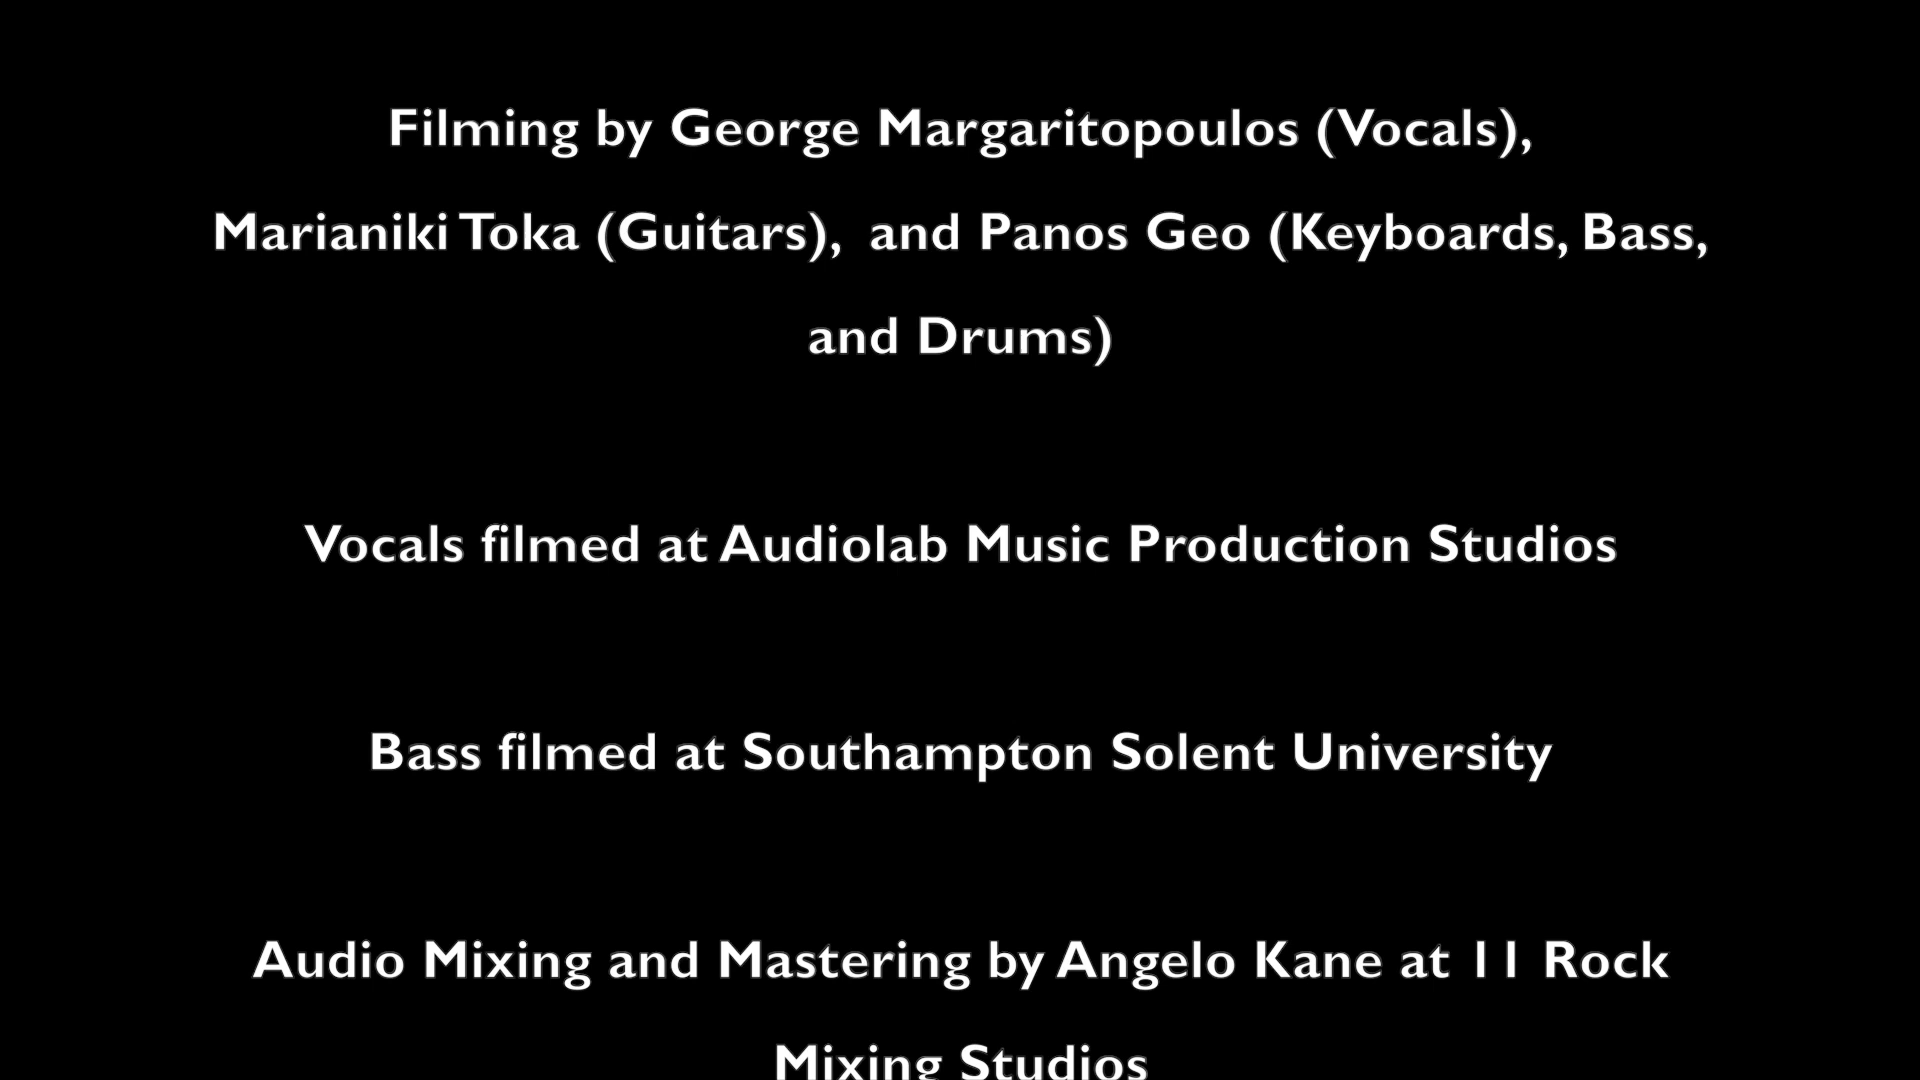 Filming by George Margaritopoulos (Vocals),
Marianiki Toka (Guitars),  and Panos Geo (Keyboards, Bass,
and Drums)
Vocals filmed at Audiolab Music Production Studios
Bass filmed at Southampton Solent University
Audio Mixing and Mastering by Angelo Kane at 11 Rock
Mixing Studios